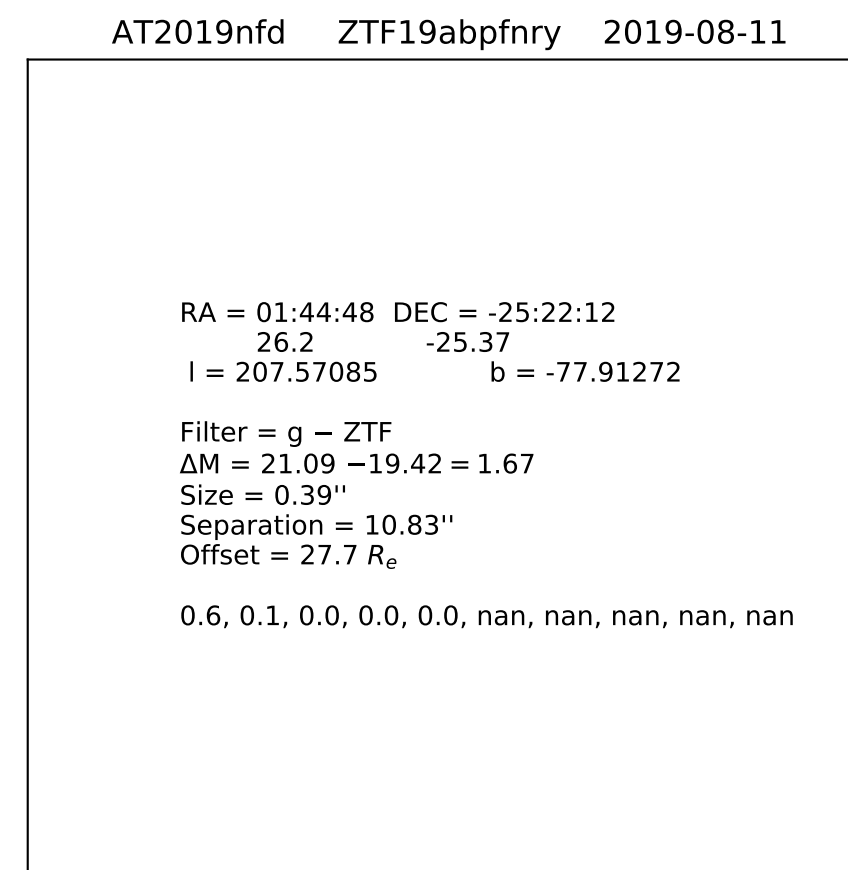 AT2019nfd ZTF19abpfnry 2019-08-11
RA = 01:44:48 DEC = -25:22:12
26.2 -25.37
l = 207.57085 b = -77.91272
Filter = g − ZTF
ΔM = 21.09 −19.42 = 1.67
Size = 0.39''
Separation = 10.83''
Offset = 27.7 Re
0.6, 0.1, 0.0, 0.0, 0.0, nan, nan, nan, nan, nan